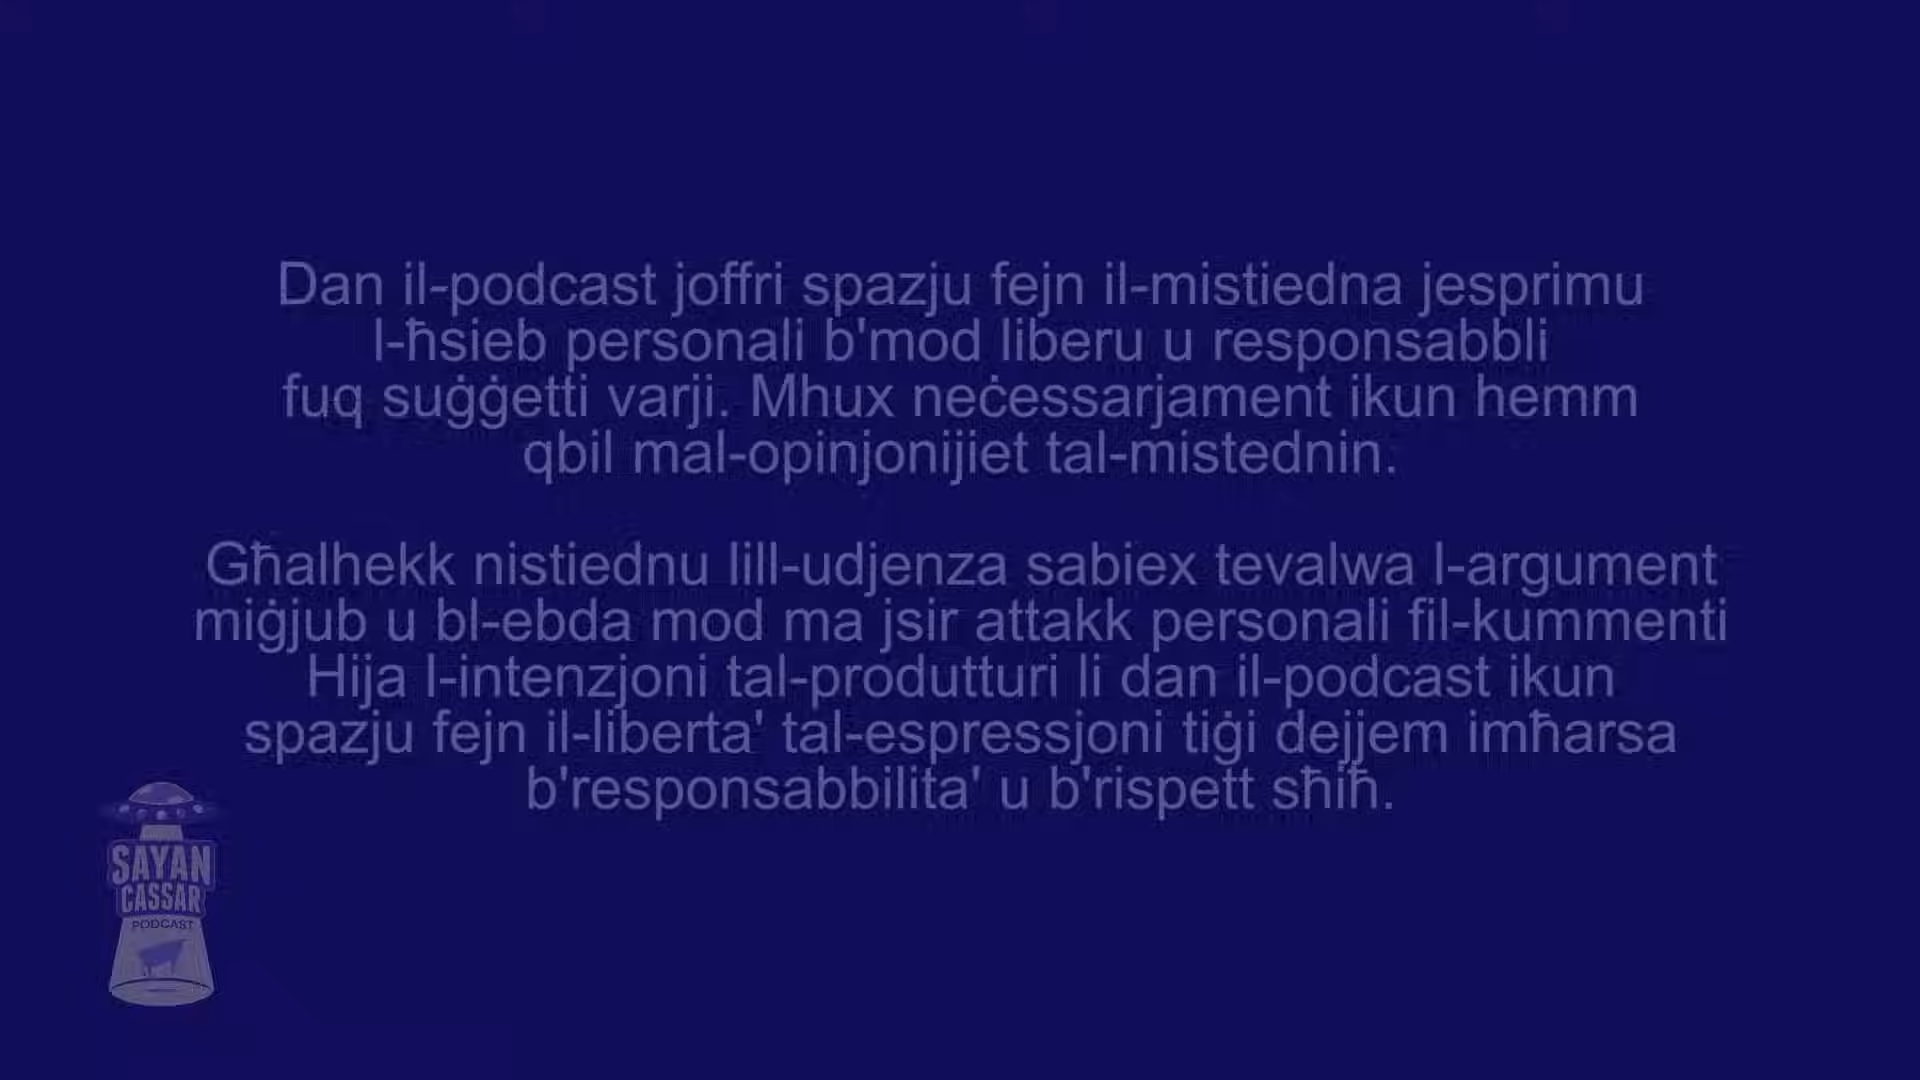 Dan il-podcast joffri spazju fejn il-mistiedna jesprimu
l-ħsieb personali b'mod liberu u responsabbli
fuq suġġetti varji. Mhux neċessarjament ikun hemm
qbil mal-opinjonijiet tal-mistednin.
Għalhekk nistiednu lill-udjenza sabiex tevalwa l-argument
miġjub u bl-ebda mod ma jsir attakk personali fil-kummenti
Hija l-intenzjoni tal-produtturi li dan il-podcast ikun
spazju fejn il-liberta' tal-espressjoni tiġi dejjem imħarsa
b'responsabbilita' u b'rispett sħiħ.
SAYAN
CASSAR
PODCAST